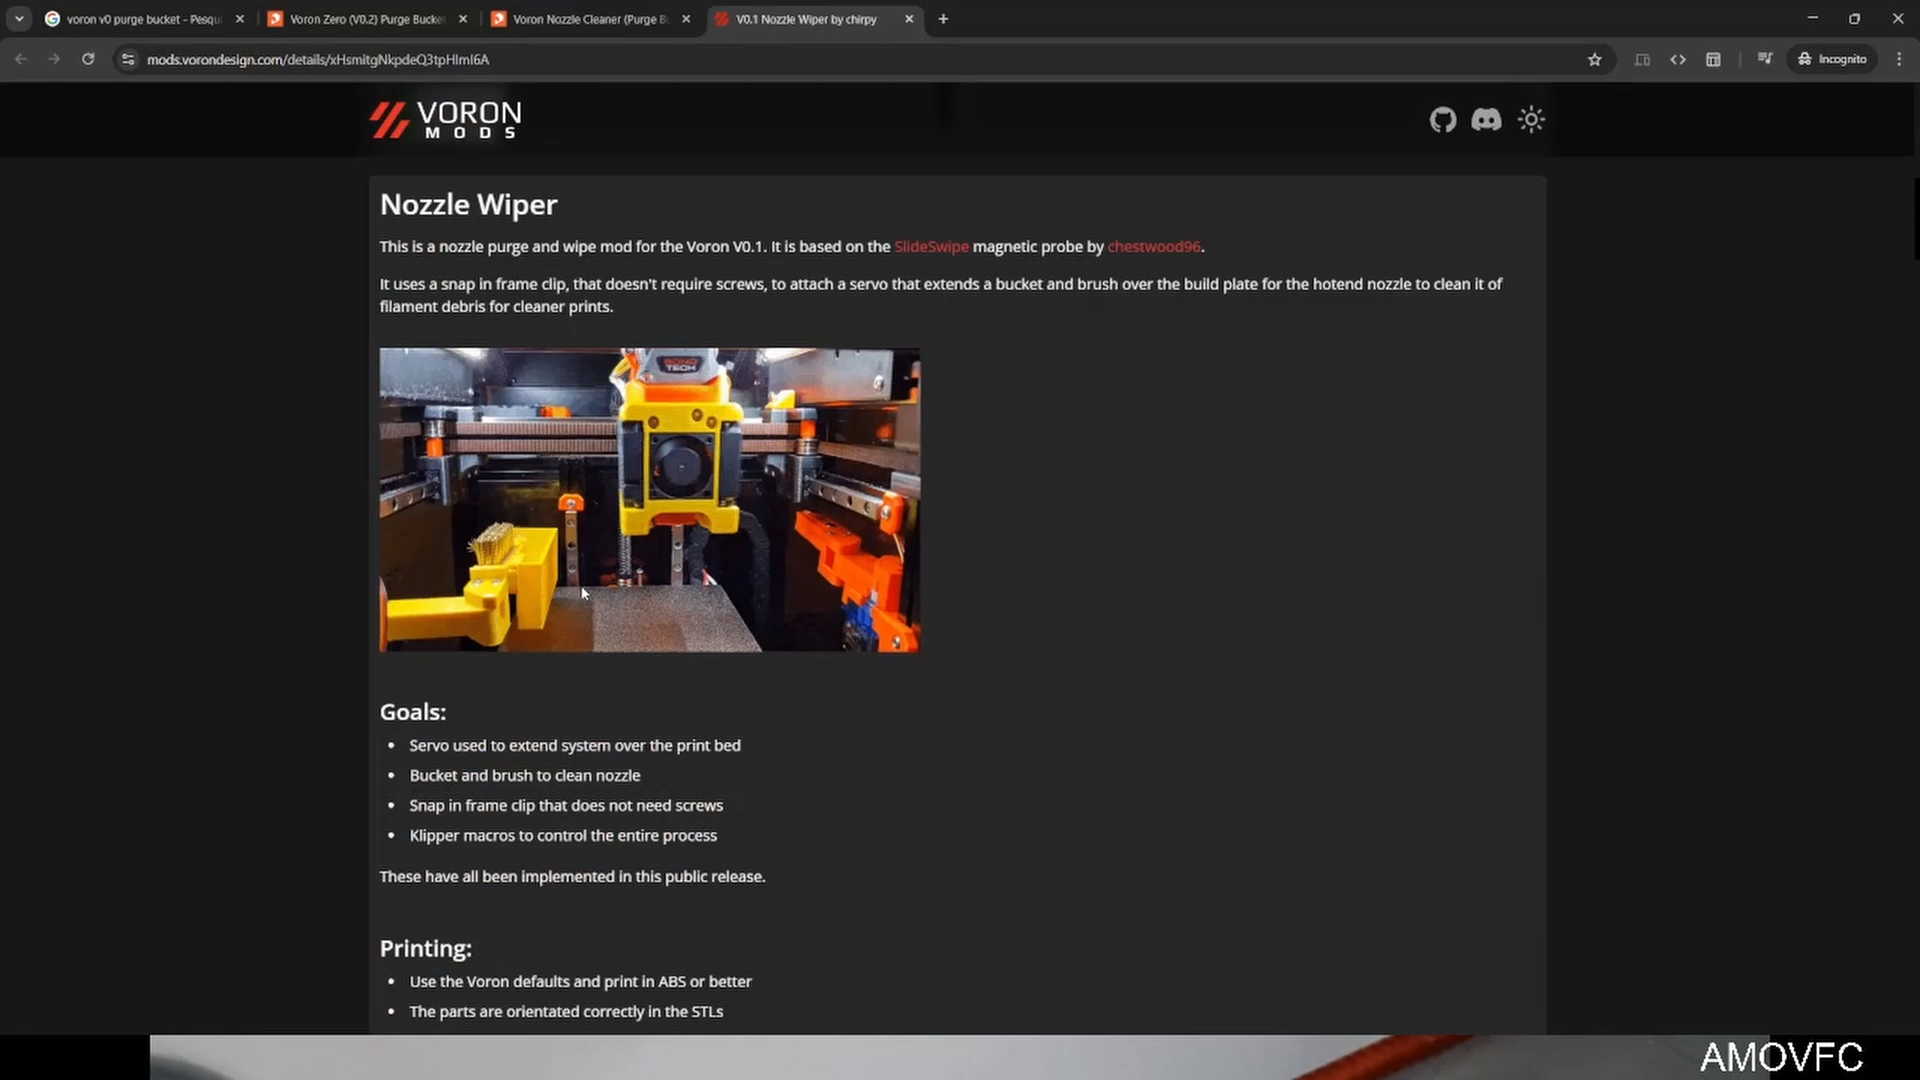 voron v0 purge bucket - Pesqui
Voron Zero (V0.2) Purge Bucket
Voron Nozzle Cleaner (Purge B
V0.1 Nozzle Wiper by chirpy
mods.vorondesign.com/details/xHsmitgNkpdeQ3tpHlmI6A
Incognito
VORON
MODS
Nozzle Wiper
This is a nozzle purge and wipe mod for the Voron V0.1. It is based on the SlideSwipe magnetic probe by chestwood96.
It uses a snap in frame clip, that doesn't require screws, to attach a servo that extends a bucket and brush over the build plate for the hotend nozzle to clean it of
filament debris for cleaner prints.
BOND
TECH
Goals:
Servo used to extend system over the print bed
Bucket and brush to clean nozzle
Snap in frame clip that does not need screws
Klipper macros to control the entire process
These have all been implemented in this public release.
Printing:
Use the Voron defaults and print in ABS or better
The parts are orientated correctly in the STLs
AMOVFC